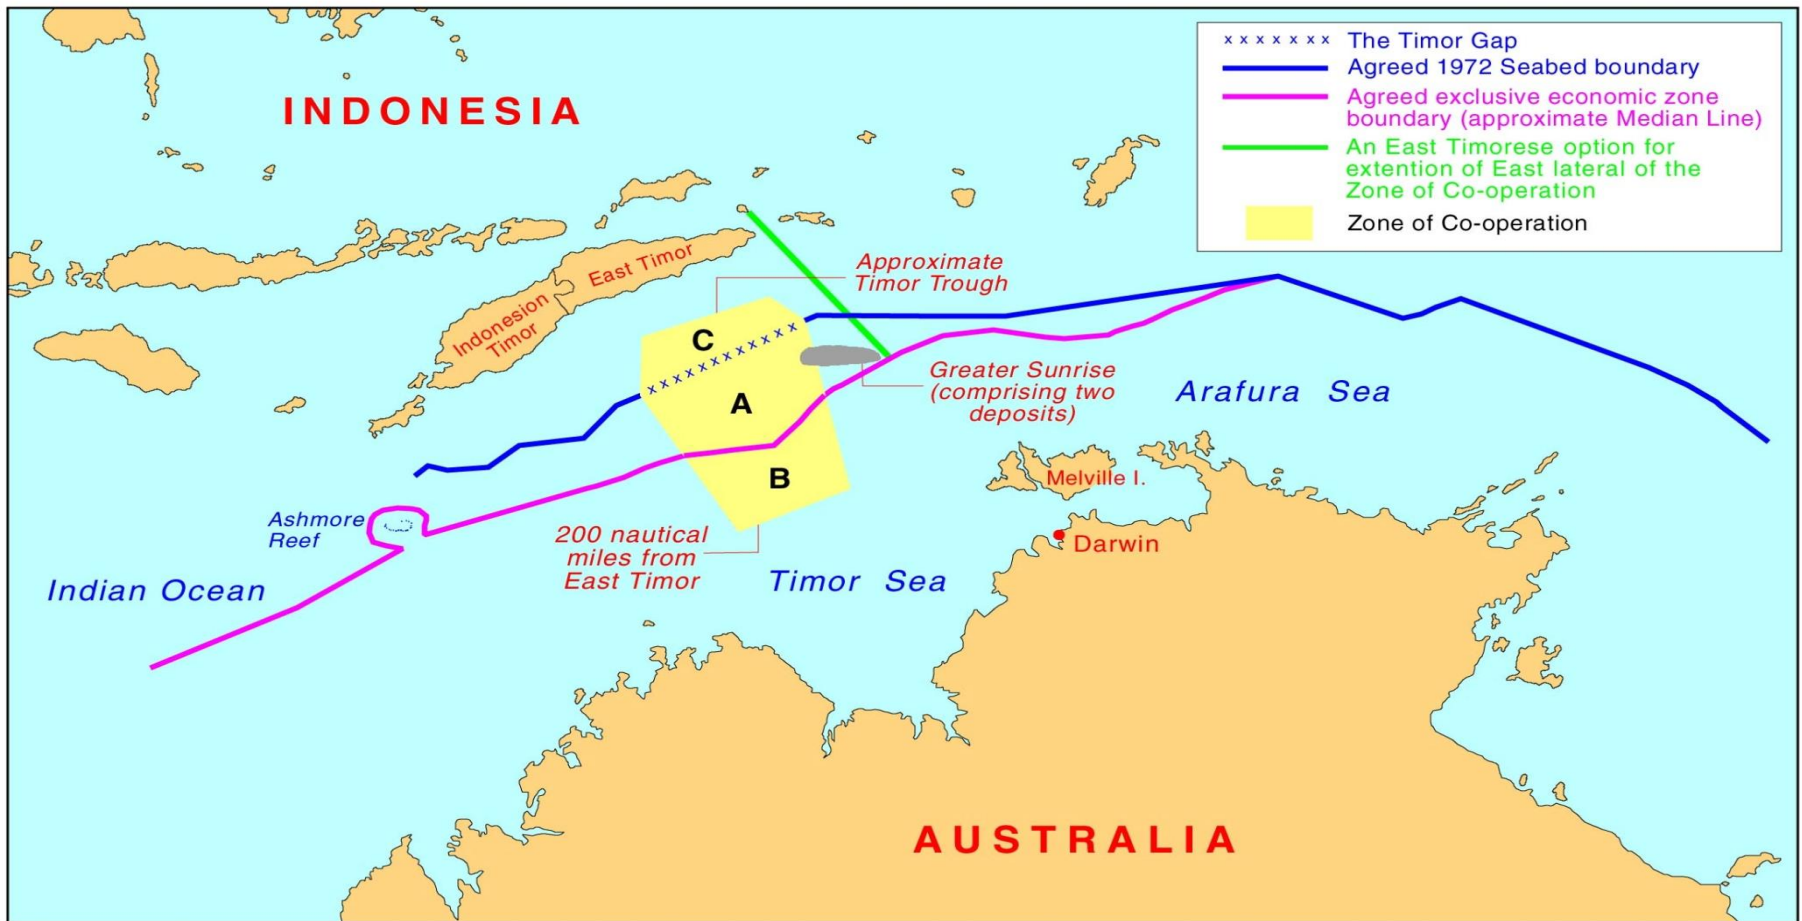 x x x x x x x The Timor Gap
Agreed 1972 Seabed boundary
Agreed exclusive economic zone
boundary (approximate Median Line)
An East Timorese option for
extention of East lateral of the
Zone of Co-operation
Zone of Co-operation
INDONESIA
East Timor
Indonesion
Timor
Approximate
Timor Trough
C
x x x x x x x x x x x x
A
B
Greater Sunrise
(comprising two
deposits)
Arafura Sea
Melville I.
Ashmore
Reef
200 nautical
miles from
East Timor
Darwin
Indian Ocean
Timor Sea
AUSTRALIA